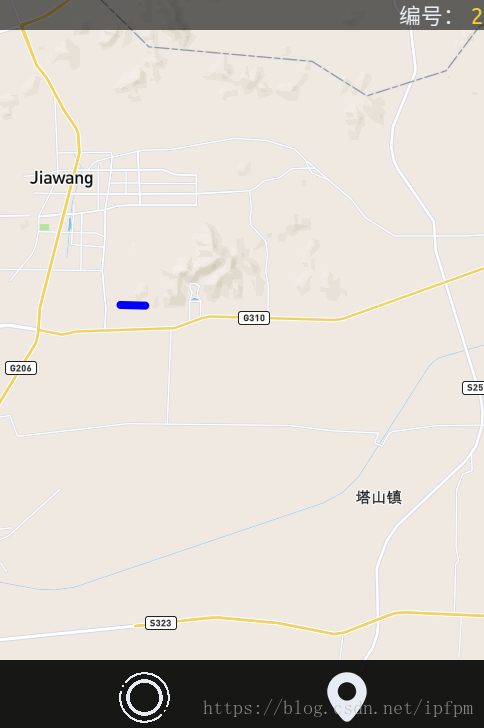 编号： 2
Jiawang
G310
G206
S25
塔山镇
S323
https://blog.csdn.net/ipfpm